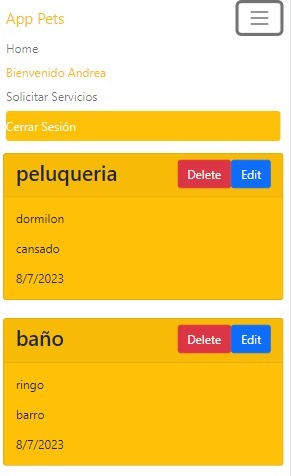 App Pets
Home
Bienvenido Andrea
Solicitar Servicios
Cerrar Sesión
peluqueria Delete Edit
dormilon
cansado
8/7/2023
baño Delete Edit
ringo
barro
8/7/2023